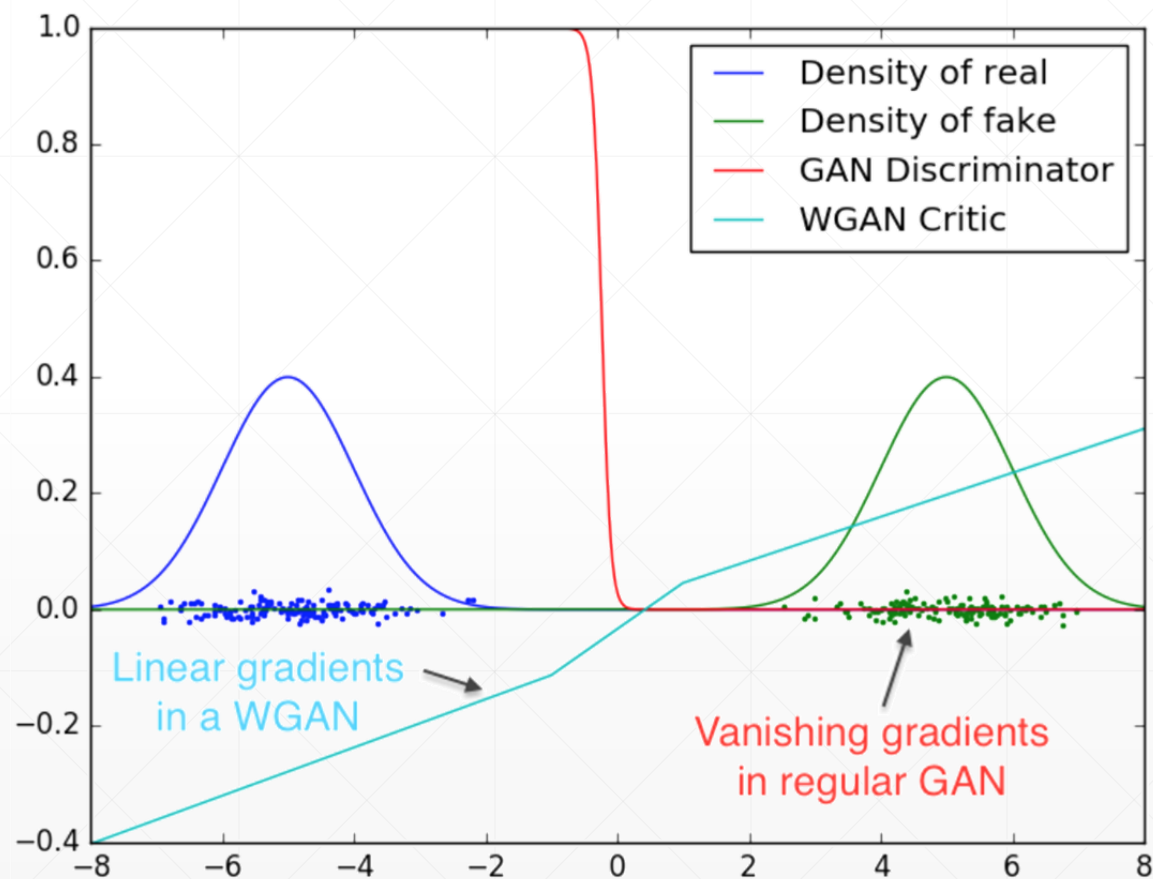 1.0
0.8
0.6
0.4
0.2
0.0
−0.2
−0.4
Density of real
Density of fake
GAN Discriminator
WGAN Critic
Linear gradients
in a WGAN
Vanishing gradients
in regular GAN
−8 −6 −4 −2 0 2 4 6 8